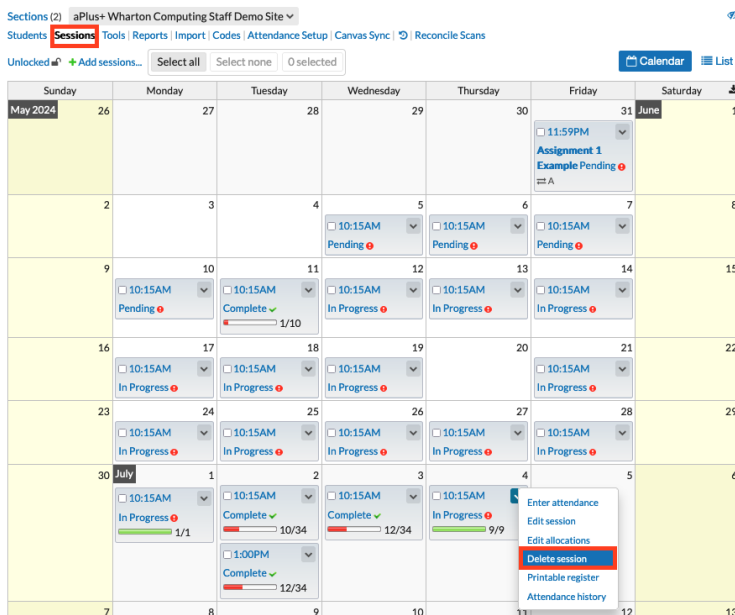 Sections (2) aPlus+ Wharton Computing Staff Demo Site
Students Sessions Tools | Reports | Import | Codes | Attendance Setup | Canvas Sync | Reconcile Scans
Unlocked + Add sessions... Select all Select none 0 selected Calendar List
Sunday Monday Tuesday Wednesday Thursday Friday Saturday
May 2024 26 27 28 29 30 31 June 1
11:59PM
Assignment 1
Example Pending
A
2 3 4 5 6 7 8
10:15AM 10:15AM 10:15AM
Pending Pending Pending
9 10 11 12 13 14 15
10:15AM 10:15AM 10:15AM 10:15AM 10:15AM
Pending Complete In Progress In Progress In Progress
1/10
16 17 18 19 20 21 22
10:15AM 10:15AM 10:15AM 10:15AM
In Progress In Progress In Progress In Progress
23 24 25 26 27 28 29
10:15AM 10:15AM 10:15AM 10:15AM 10:15AM
In Progress In Progress In Progress In Progress In Progress
30 July 1 2 3 4 5 6
10:15AM 10:15AM 10:15AM 10:15AM Enter attendance
In Progress Complete Complete In Progress Edit session
1/1 10/34 12/34 9/9 Edit allocations
1:00PM Delete session
Complete Printable register
12/34 Attendance history
7 8 9 10 11 12 13